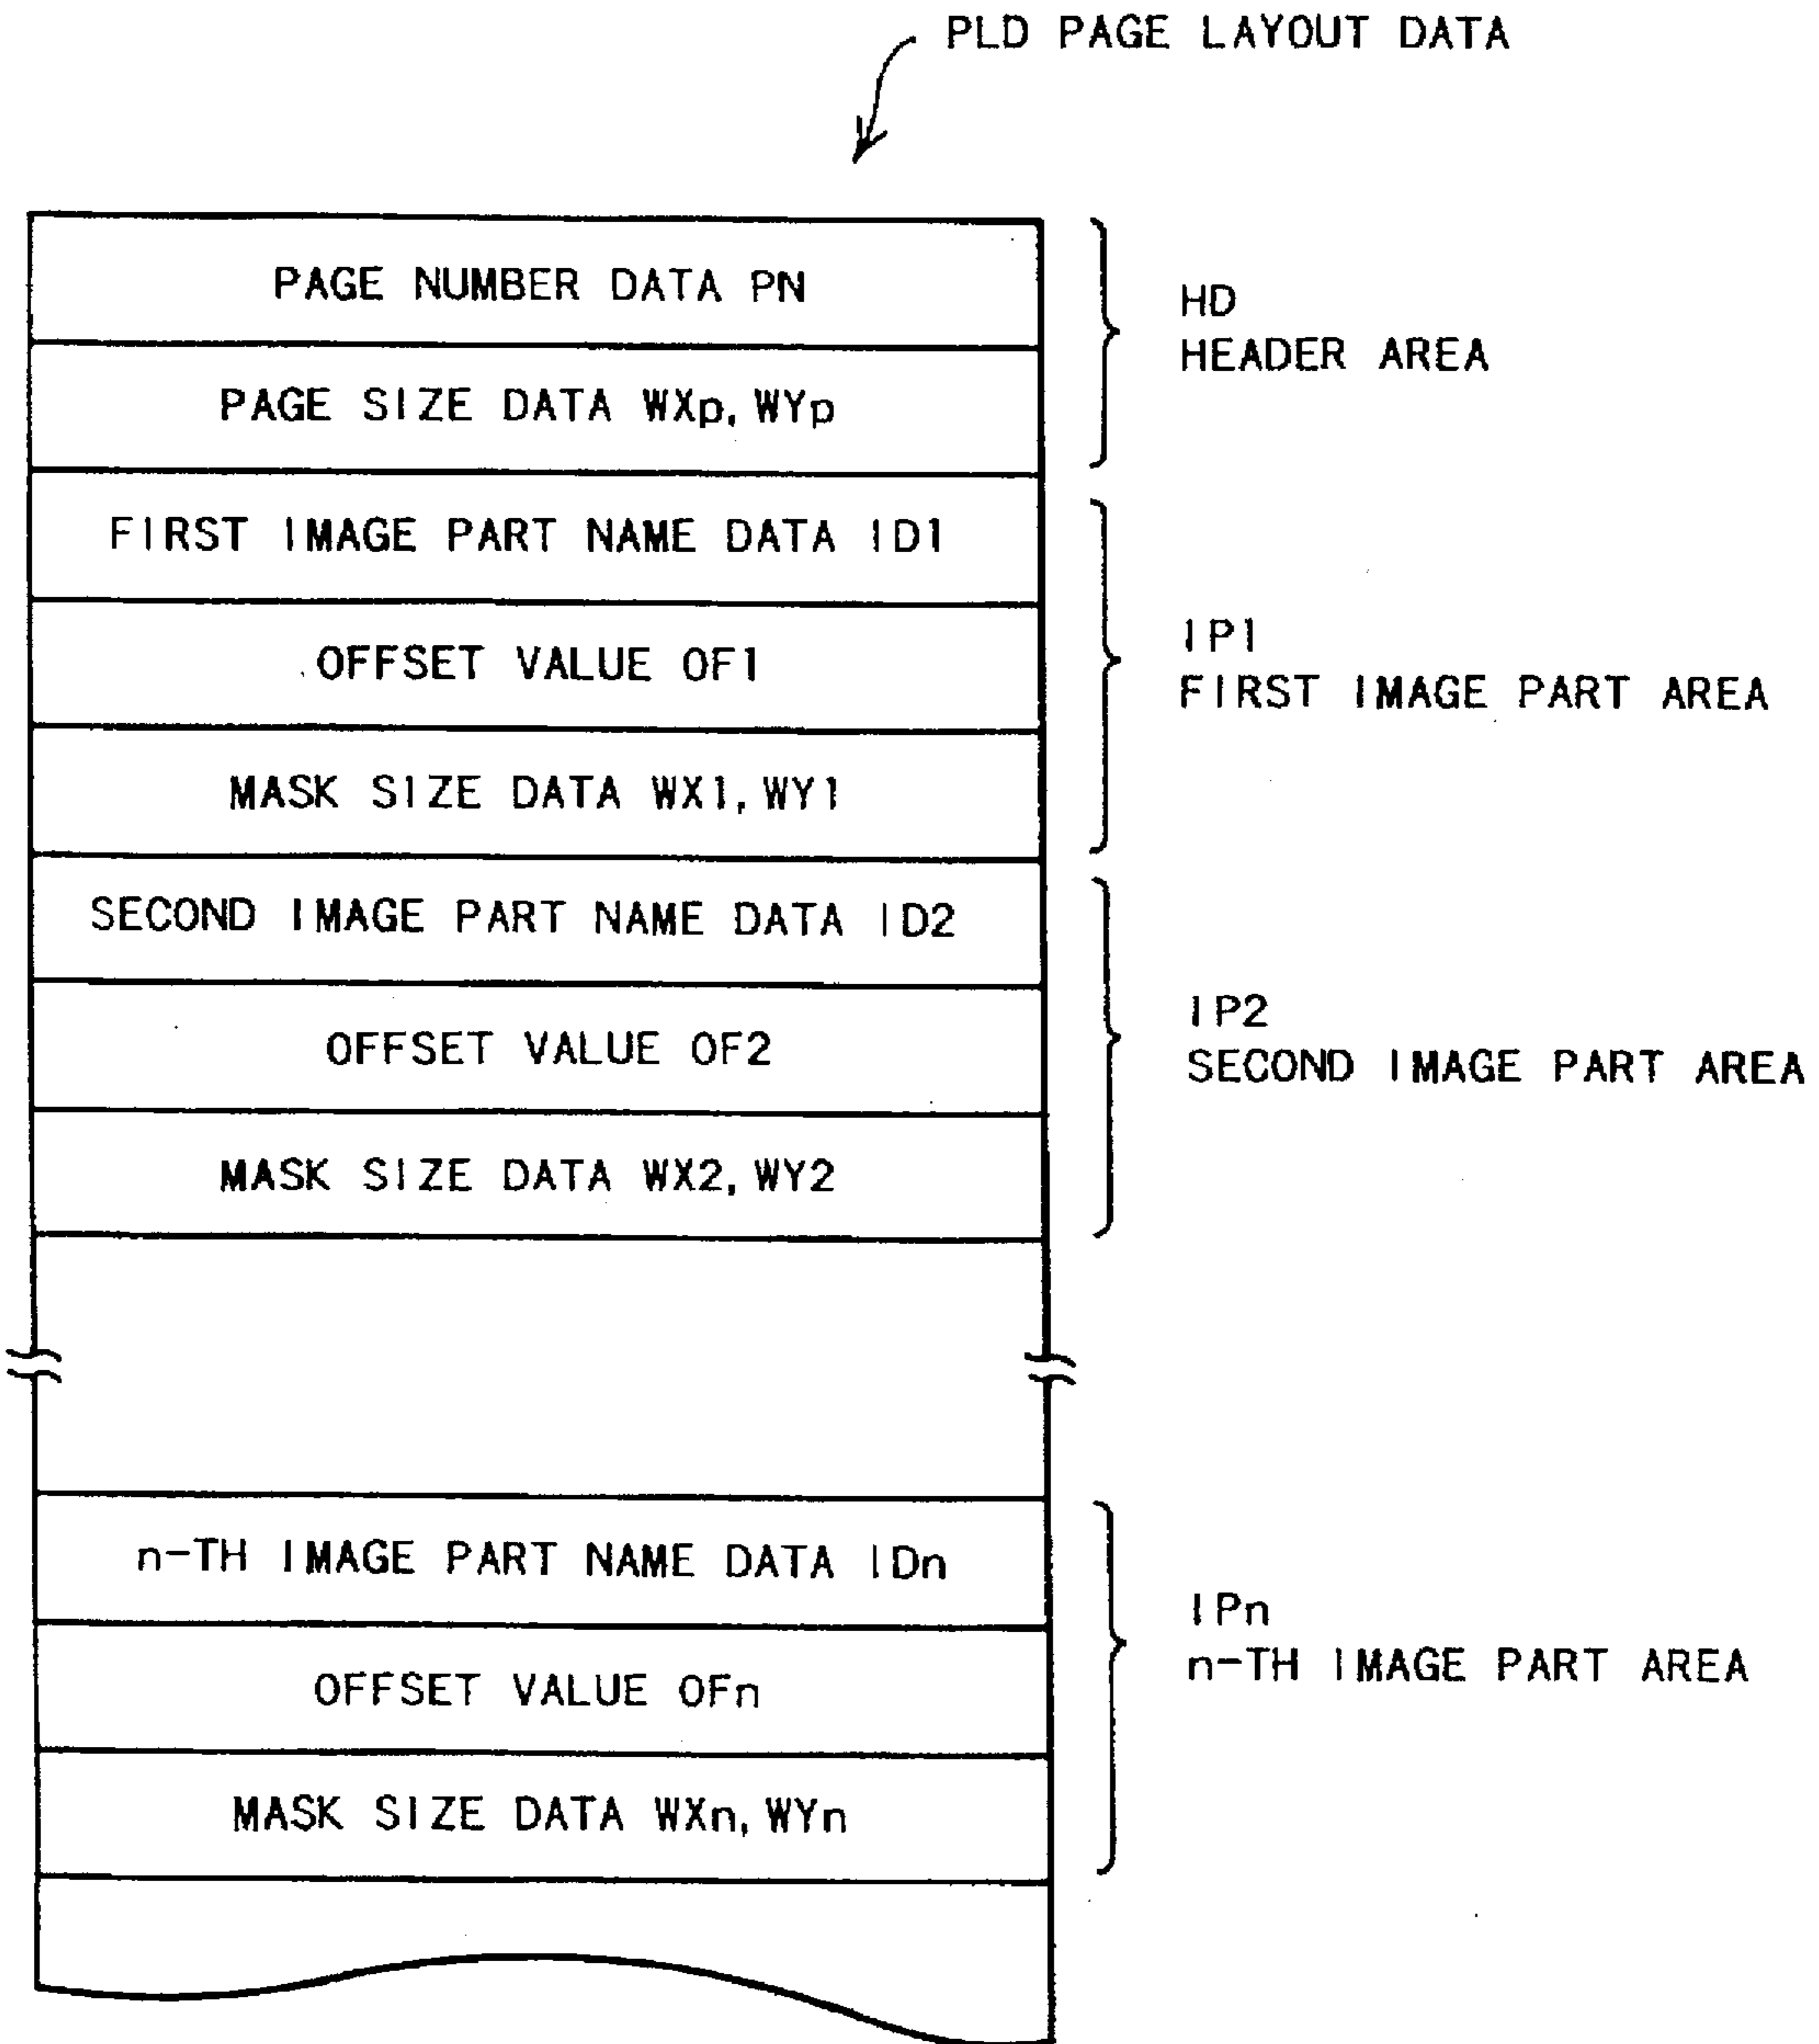 PLD PAGE LAYOUT DATA
PAGE NUMBER DATA PN
PAGE SIZE DATA WXp, WYp
HD
HEADER AREA
FIRST IMAGE PART NAME DATA ID1
OFFSET VALUE OF1
MASK SIZE DATA WX1, WY1
IP1
FIRST IMAGE PART AREA
SECOND IMAGE PART NAME DATA ID2
OFFSET VALUE OF2
MASK SIZE DATA WX2, WY2
IP2
SECOND IMAGE PART AREA
n-TH IMAGE PART NAME DATA IDn
OFFSET VALUE OFn
MASK SIZE DATA WXn, WYn
IPn
n-TH IMAGE PART AREA